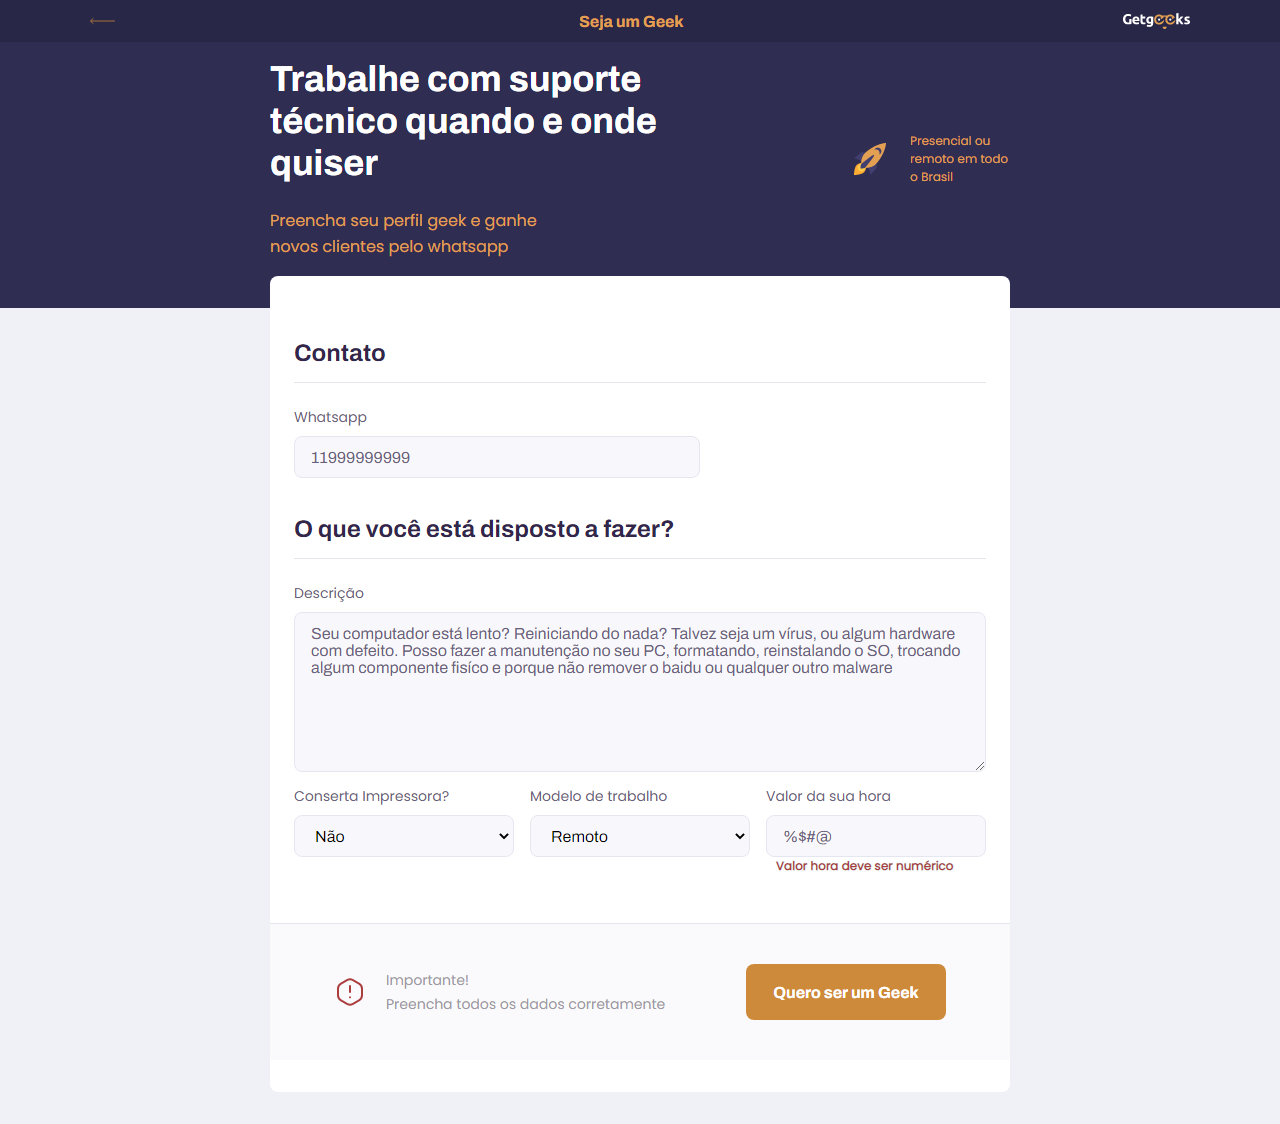 Seja um Geek
Getgeeks
Trabalhe com suporte
técnico quando e onde
quiser
Presencial ou
remoto em todo
o Brasil
Preencha seu perfil geek e ganhe
novos clientes pelo whatsapp
Contato
Whatsapp
11999999999
O que você está disposto a fazer?
Descrição
Seu computador está lento? Reiniciando do nada? Talvez seja um vírus, ou algum hardware
com defeito. Posso fazer a manutenção no seu PC, formatando, reinstalando o SO, trocando
algum componente fisíco e porque não remover o baidu ou qualquer outro malware
Conserta Impressora?
Modelo de trabalho
Valor da sua hora
Não
Remoto
%$#@
Valor hora deve ser numérico
Importante!
Preencha todos os dados corretamente
Quero ser um Geek